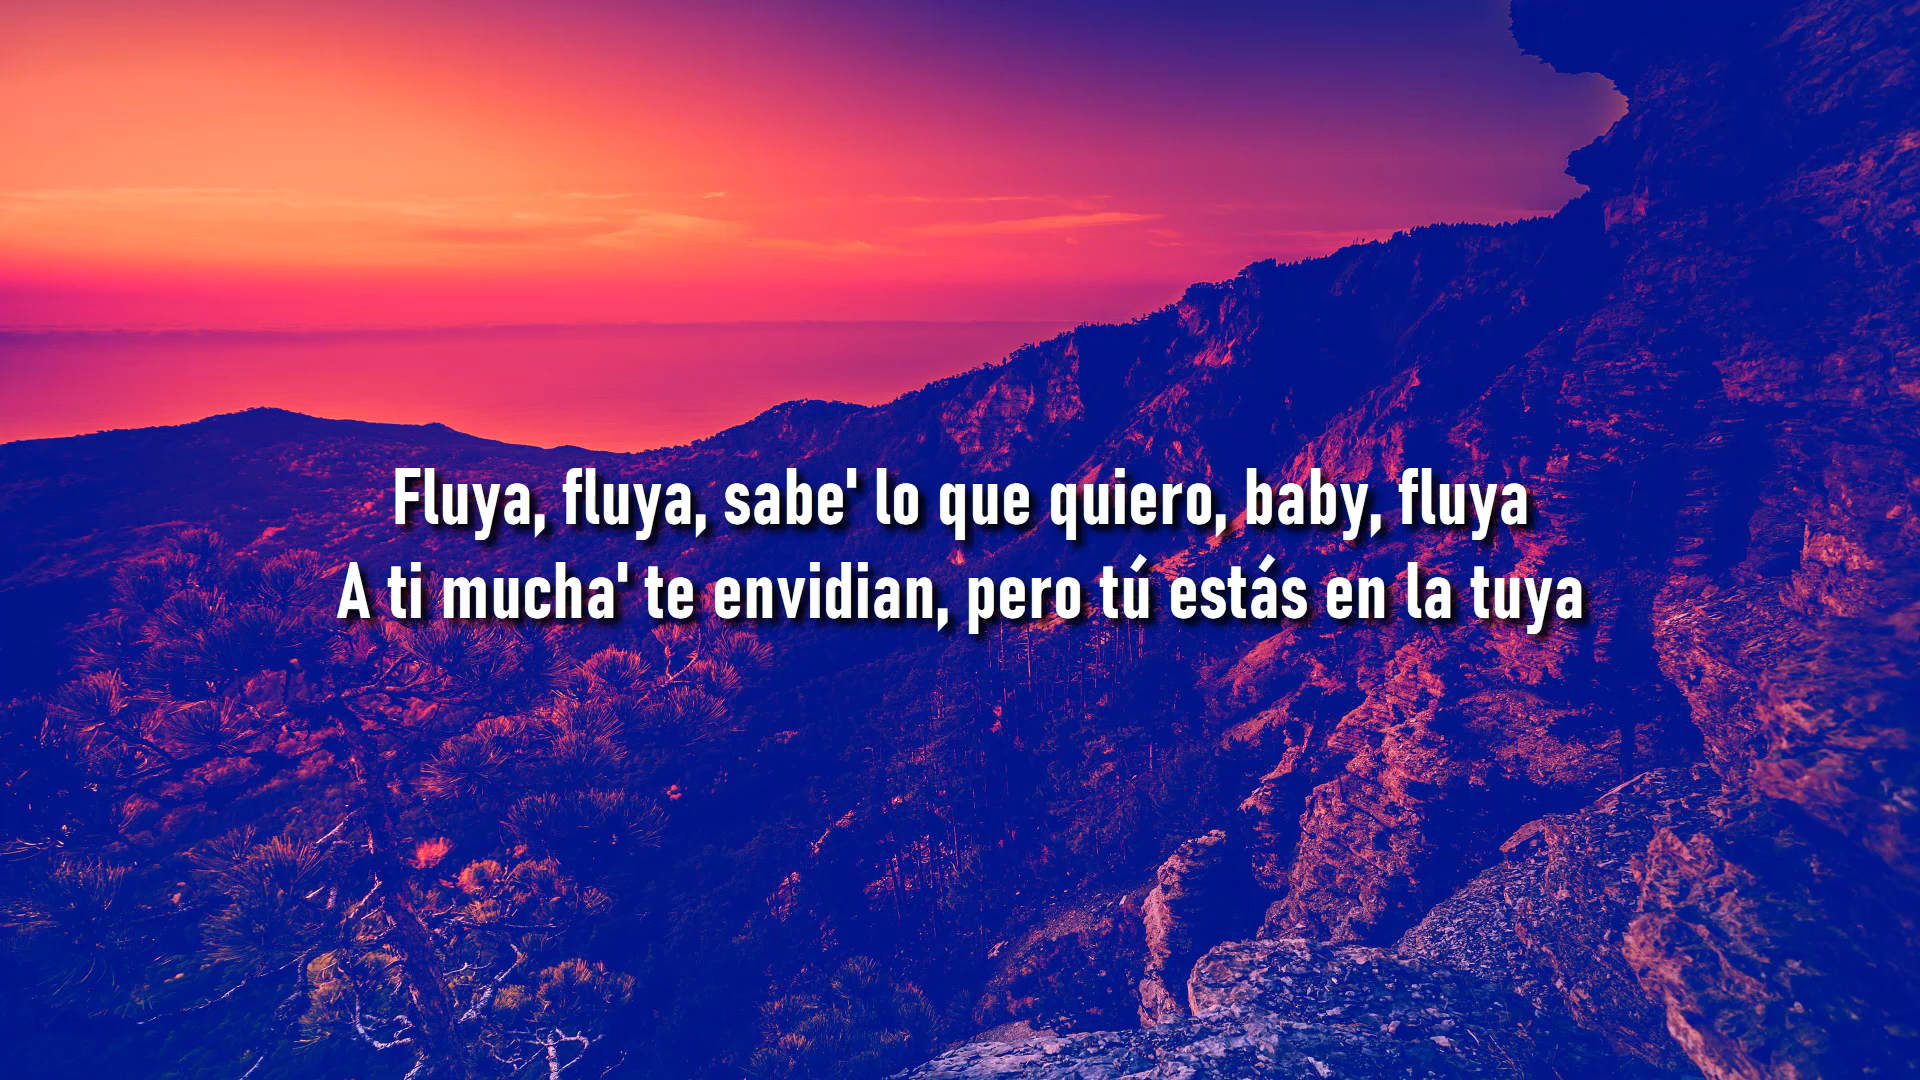 Fluya, fluya, sabe' lo que quiero, baby, fluya
A ti mucha' te envidian, pero tú estás en la tuya